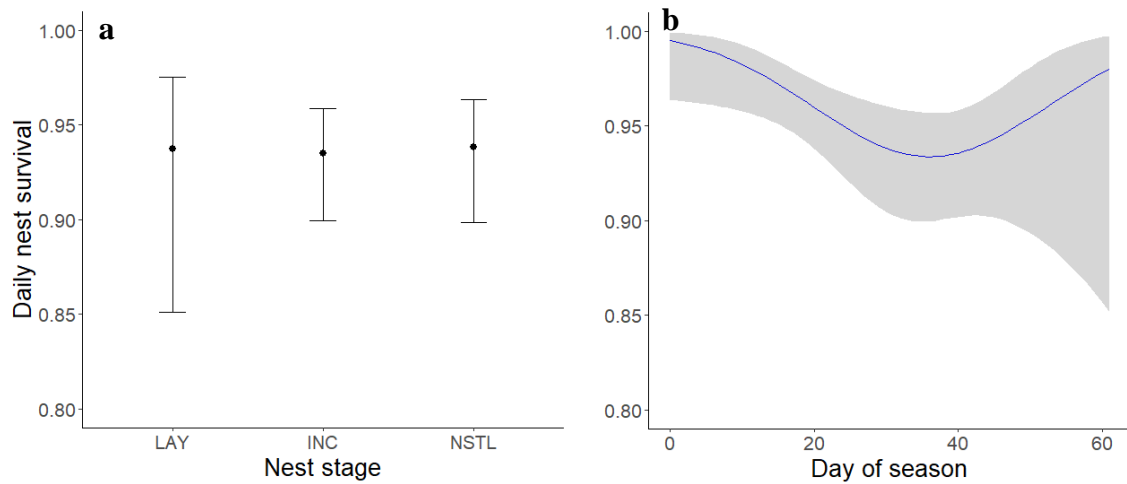 a
Daily nest survival
1.00
0.95
0.90
0.85
0.80
LAY INC NSTL
Nest stage
b
1.00
0.95
0.90
0.85
0.80
0 20 40 60
Day of season